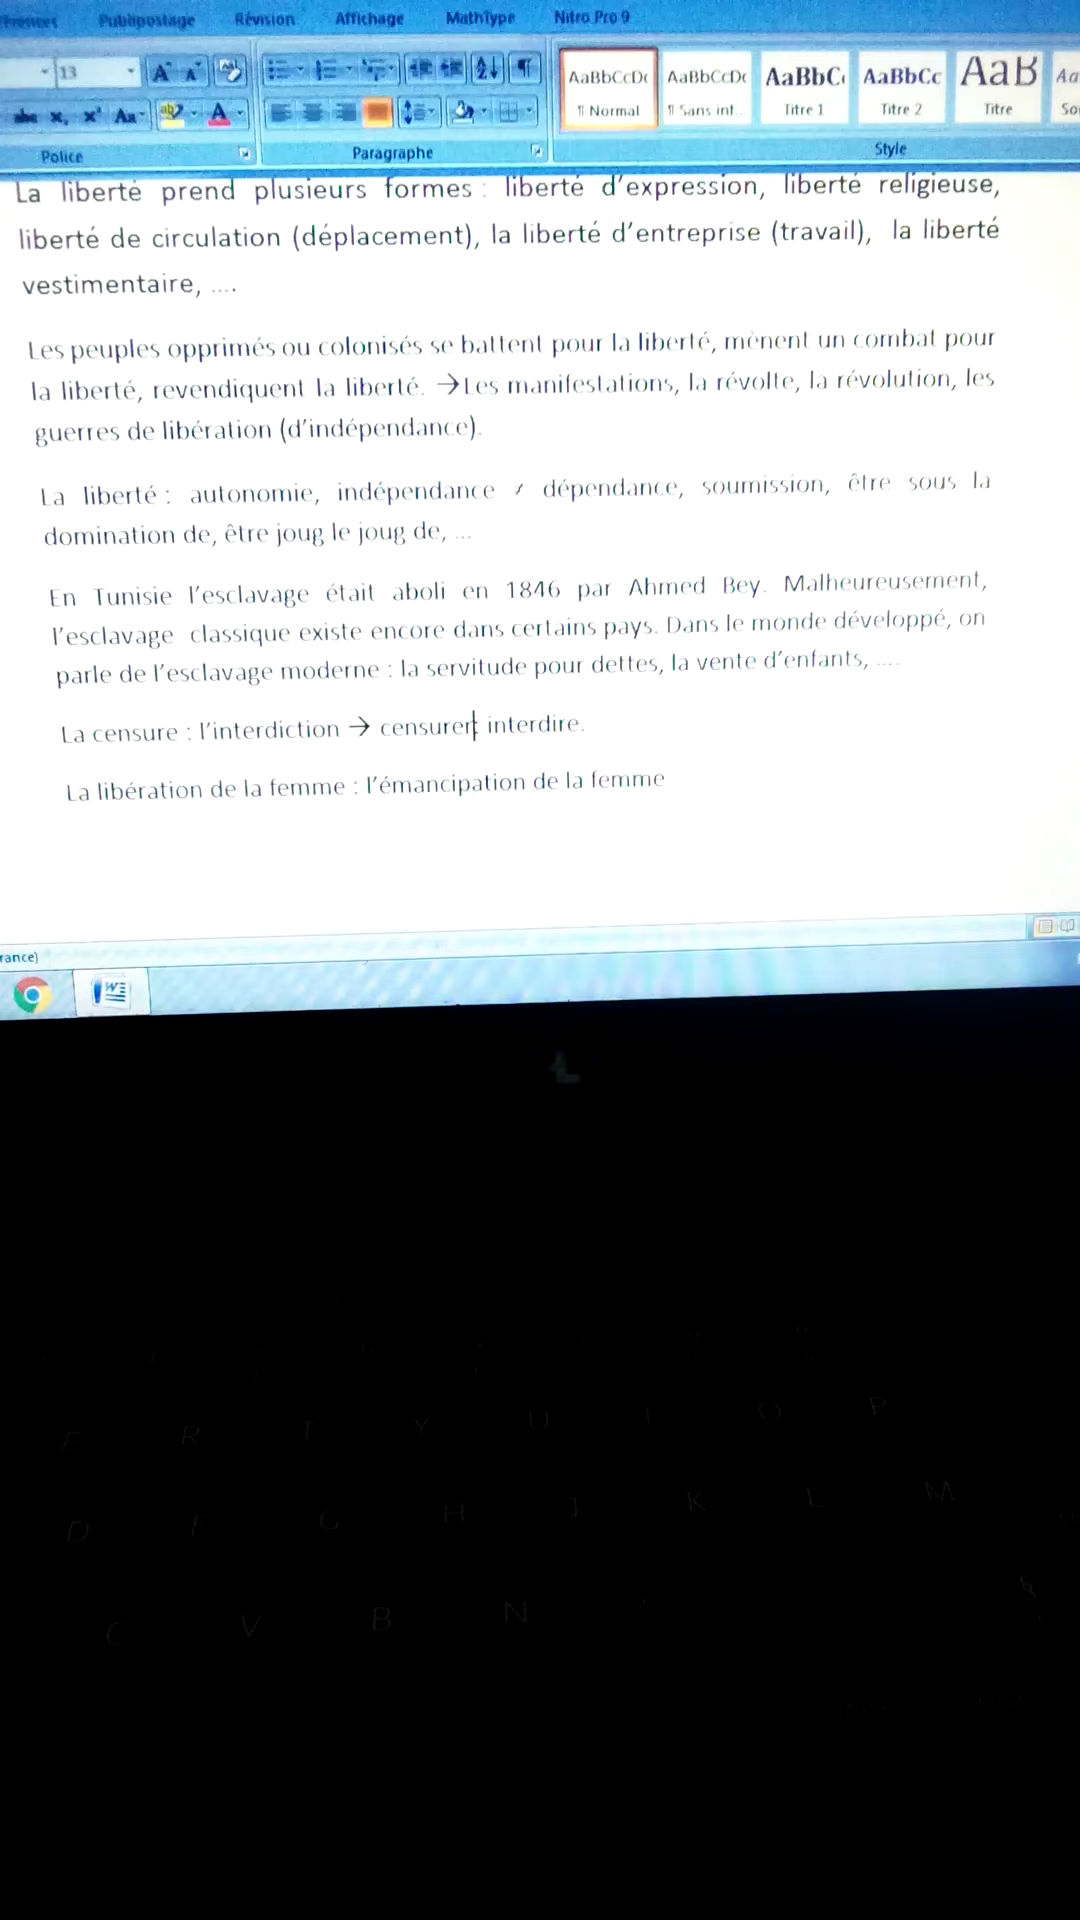 Publipostage Révision Affichage MathType Nitro Pro 9
13
AaBbCcDc AaBbCcDc AaBbC AaBbCc AaB Aa
¶ Normal ¶ Sans int... Titre 1 Titre 2 Titre
Police Paragraphe Style
La liberté prend plusieurs formes : liberté d'expression, liberté religieuse,
liberté de circulation (déplacement), la liberté d'entreprise (travail), la liberté
vestimentaire, ....
Les peuples opprimés ou colonisés se battent pour la liberté, mènent un combat pour
la liberté, revendiquent la liberté. →Les manifestations, la révolte, la révolution, les
guerres de libération (d'indépendance).
La liberté : autonomie, indépendance ≠ dépendance, soumission, être sous la
domination de, être joug le joug de, ...
En Tunisie l'esclavage était aboli en 1846 par Ahmed Bey. Malheureusement,
l'esclavage classique existe encore dans certains pays. Dans le monde développé, on
parle de l'esclavage moderne : la servitude pour dettes, la vente d'enfants, ....
La censure : l'interdiction → censurer: interdire.
La libération de la femme : l'émancipation de la femme
rance)
E R T Y U I O P
D F G H J K L M
C V B N